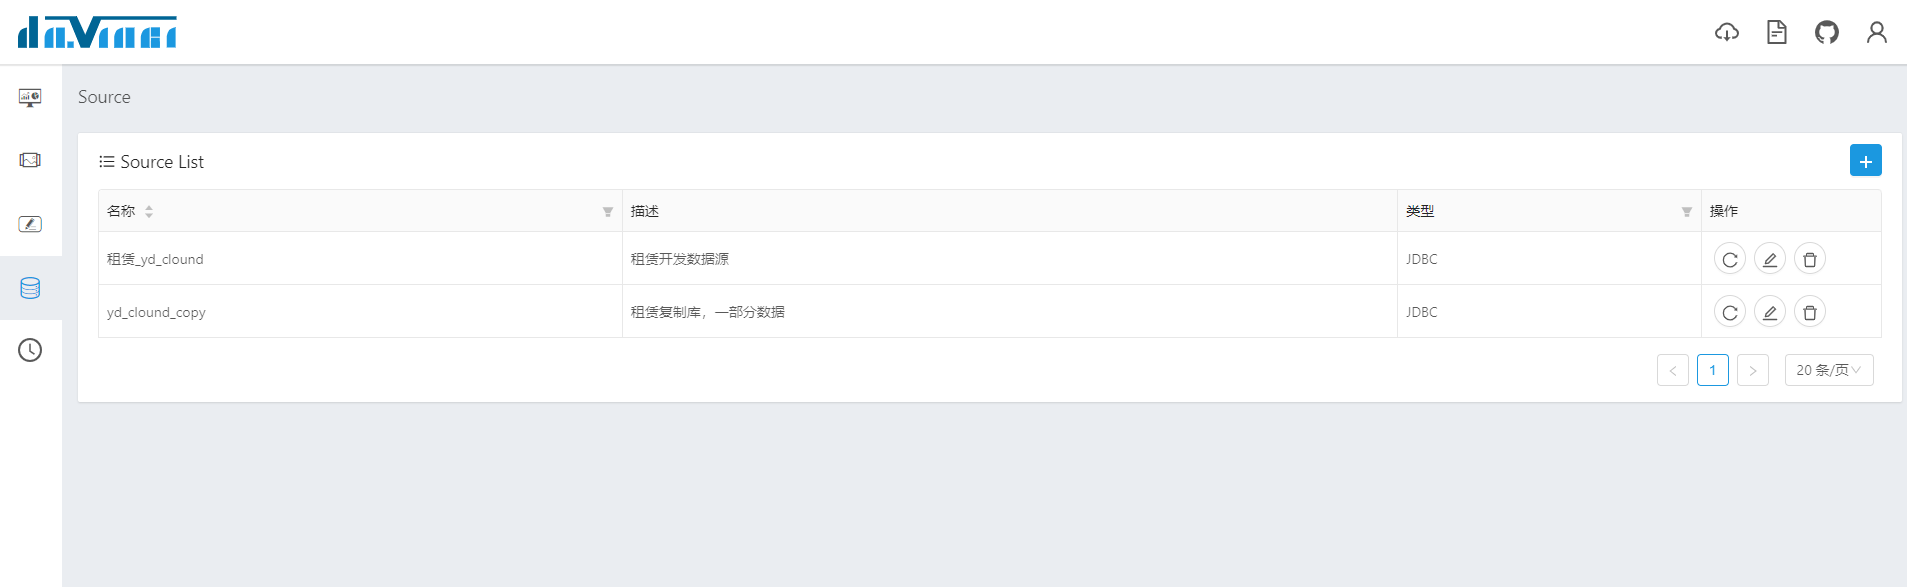 da.Vinci
Source
Source List
名称 描述 类型 操作
租赁_yd_clound 租赁开发数据源 JDBC
yd_clound_copy 租赁复制库，一部分数据 JDBC
1 20 条/页